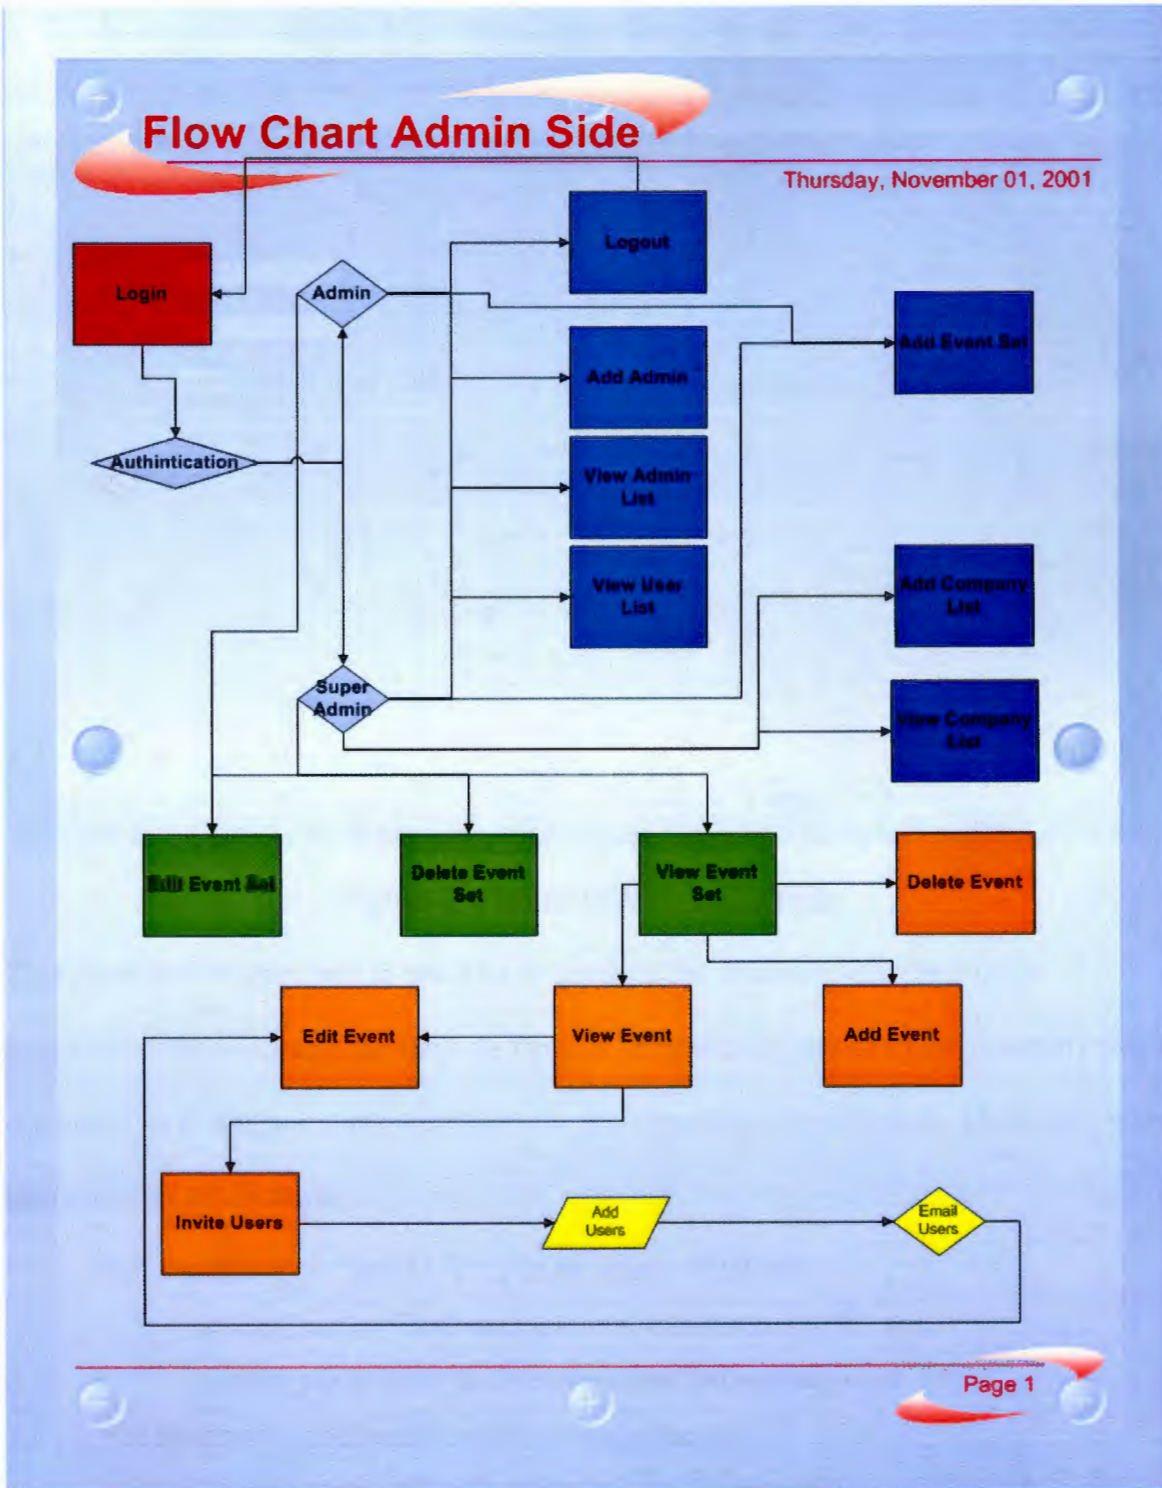 Flow Chart Admin Side
Thursday, November 01, 2001
Logout
Login
Admin
Add Event Set
Add Admin
Authintication
View Admin
List
View User
List
Add Company
List
Super
Admin
View Company
List
Edit Event Set
Delete Event
Set
View Event
Set
Delete Event
Edit Event
View Event
Add Event
Invite Users
Add
Users
Email
Users
Page 1